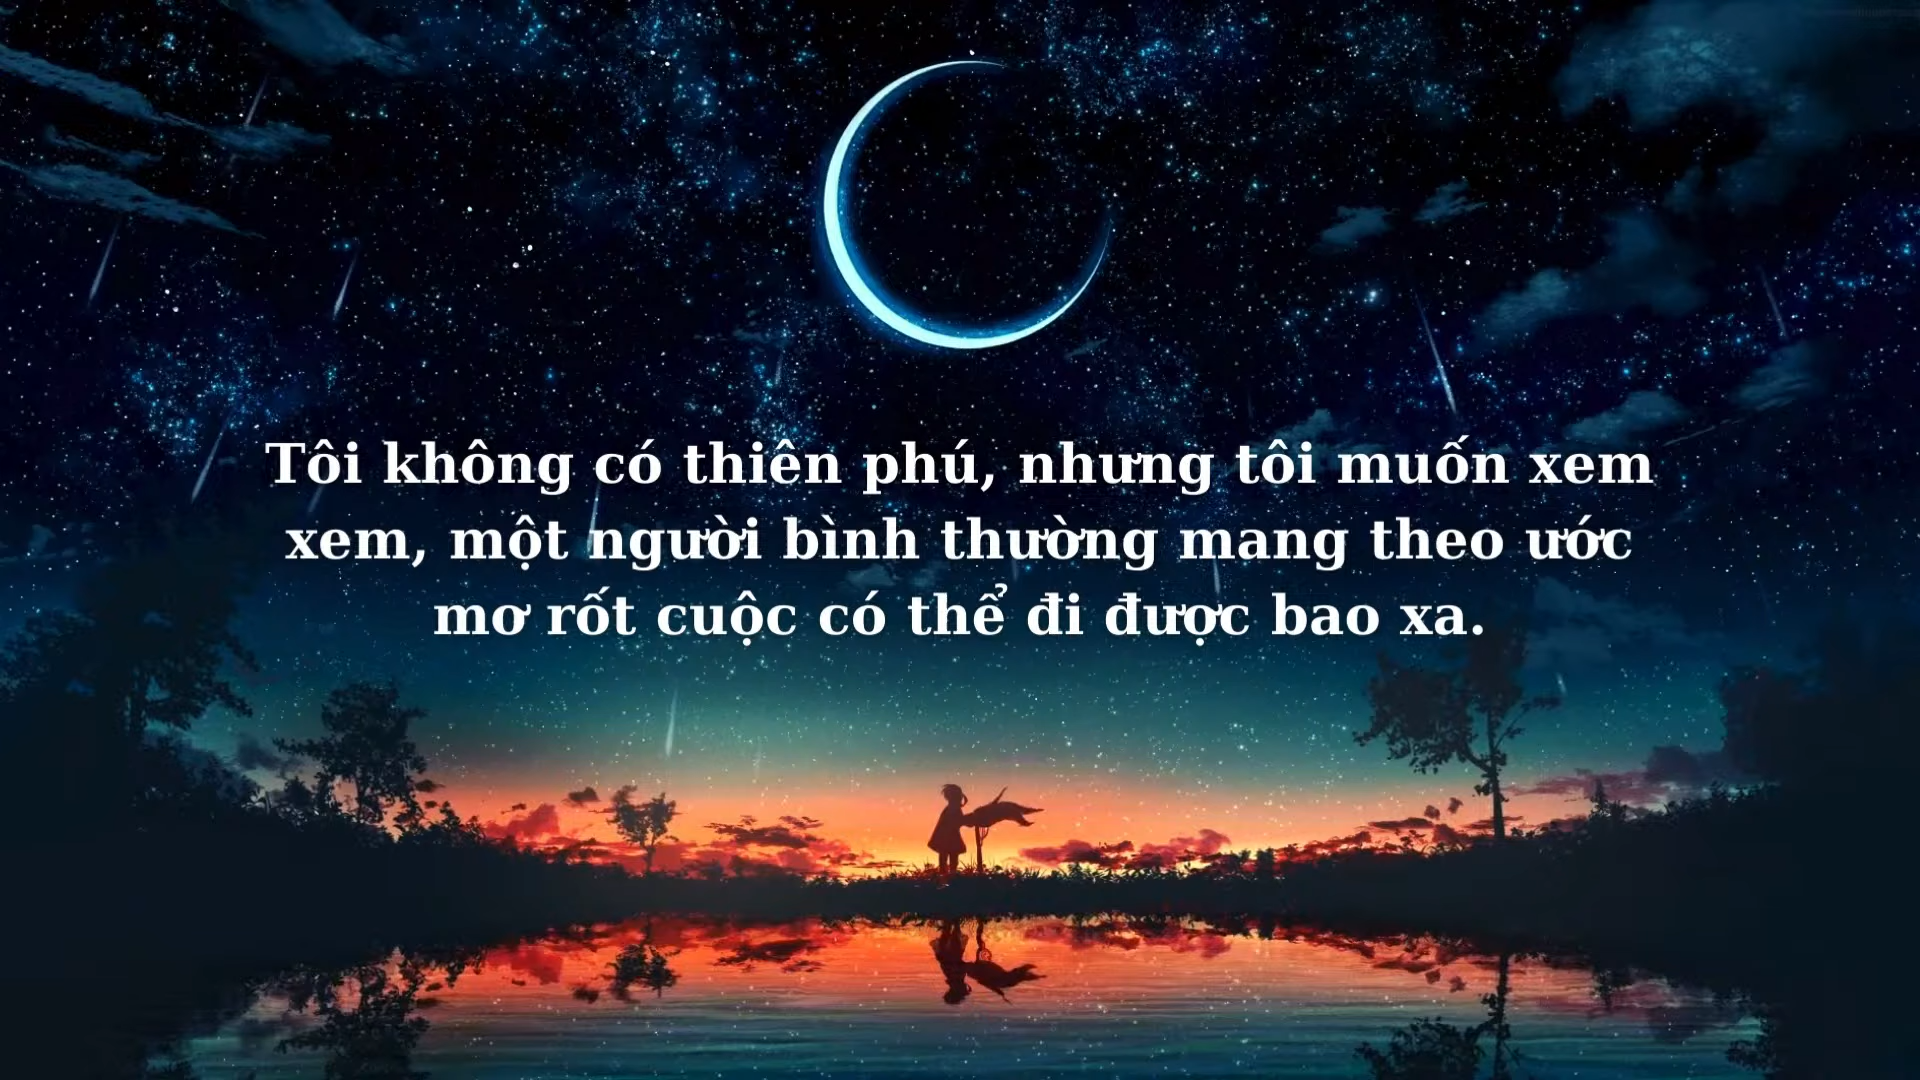 Tôi không có thiên phú, nhưng tôi muốn xem
xem, một người bình thường mang theo ước
mơ rốt cuộc có thể đi được bao xa.